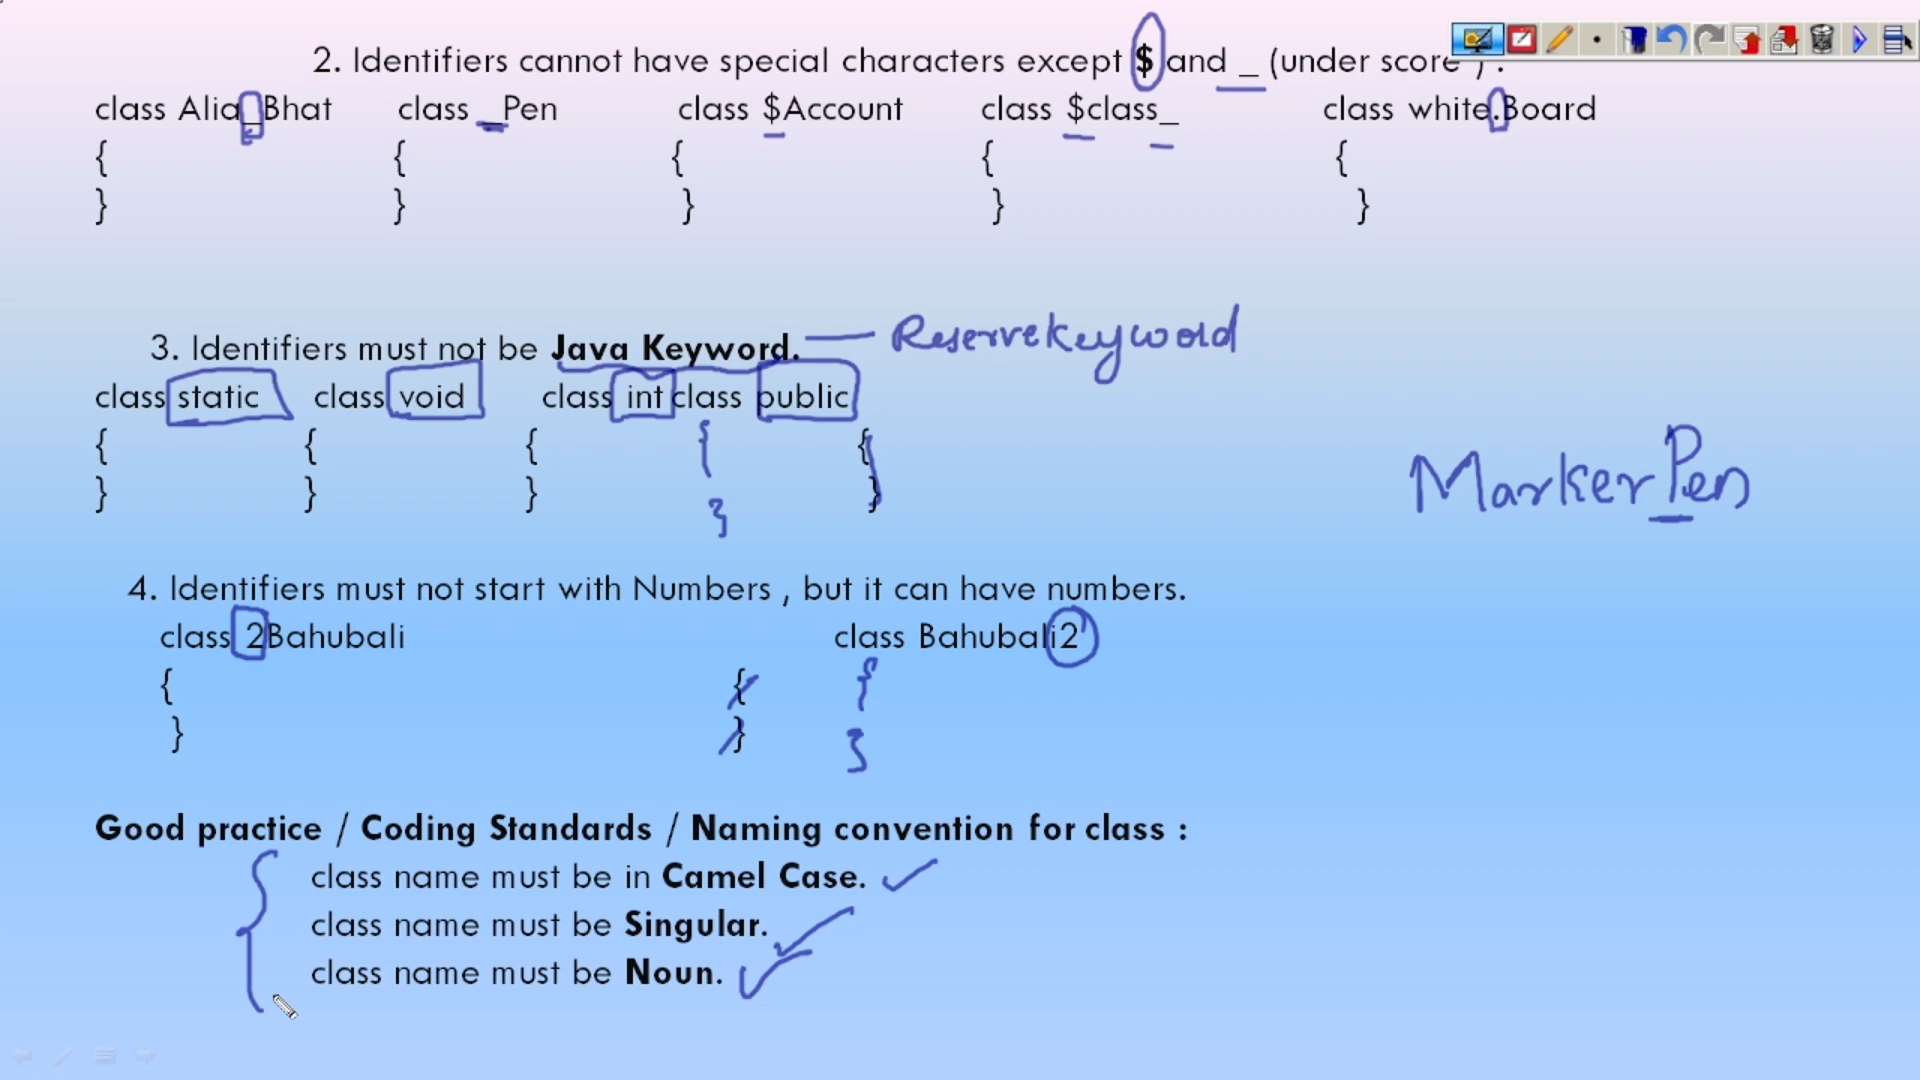 2. Identifiers cannot have special characters except $ and _ (under score ) .
class Alia_Bhat class _Pen class $Account class $class_ class white.Board
{ { { { {
} } } } }
3. Identifiers must not be Java Keyword. — Reservekeyword
class static class void class int class public
{ { { { {
} } } } }
MarkerPen
4. Identifiers must not start with Numbers , but it can have numbers.
class 2Bahubali class Bahubali2
{ { {
} } }
Good practice / Coding Standards / Naming convention for class :
class name must be in Camel Case.
class name must be Singular.
class name must be Noun.